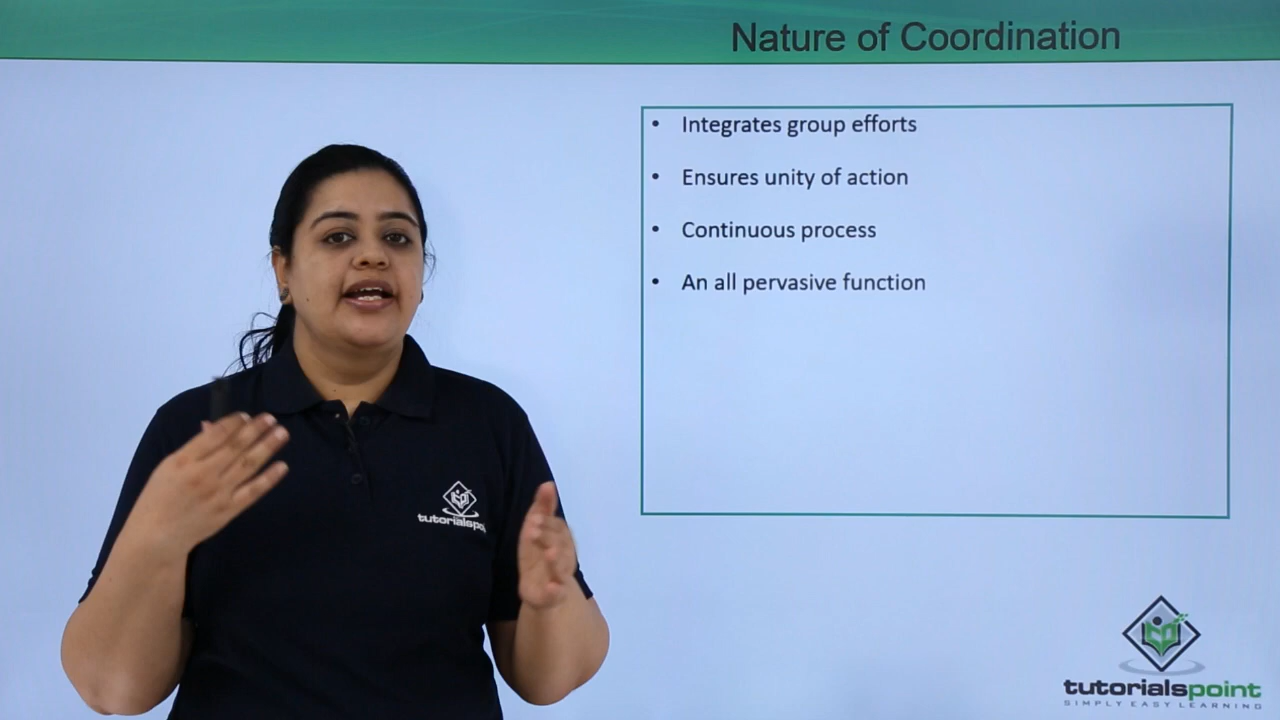 Nature of Coordination
• Integrates group efforts
• Ensures unity of action
• Continuous process
• An all pervasive function
tutorialspoint
tutorialspoint
SIMPLY EASY LEARNING